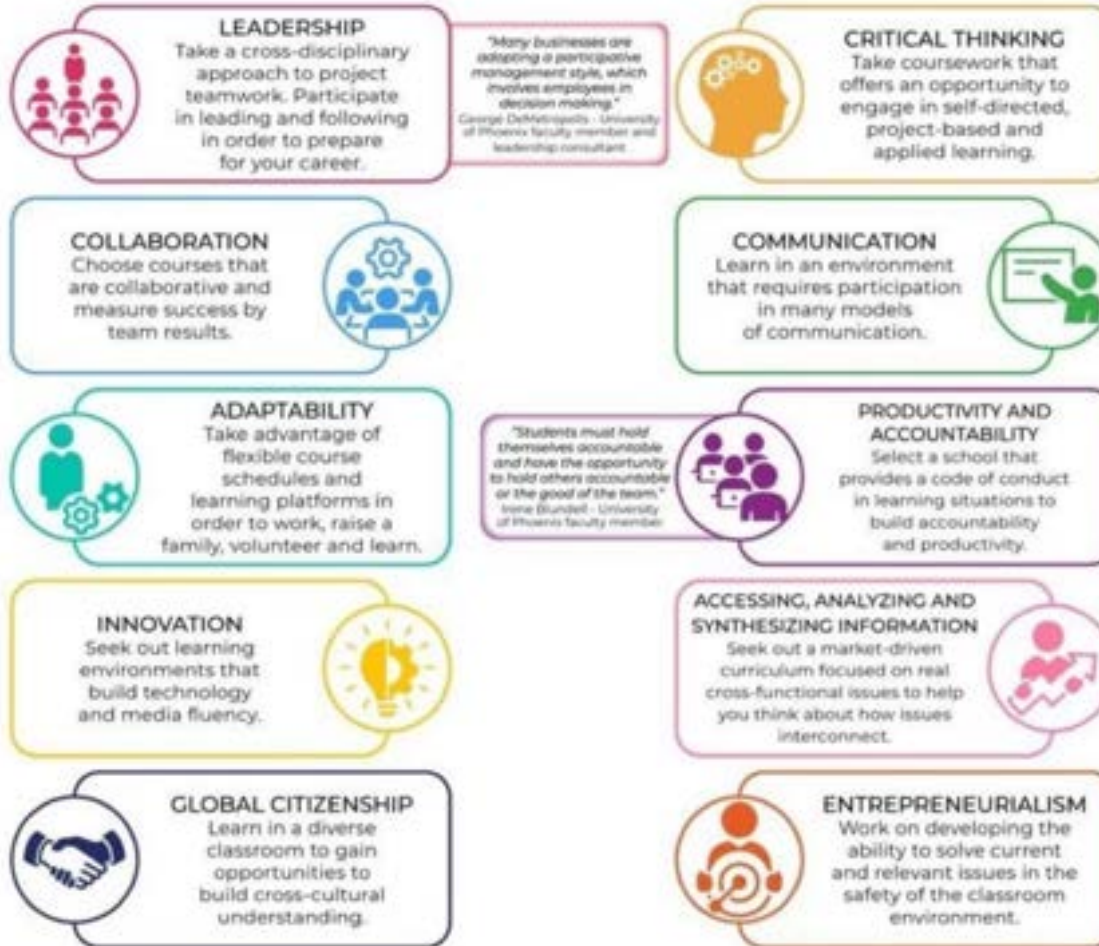 LEADERSHIP
Take a cross-disciplinary
approach to project
teamwork. Participate
in leading and following
in order to prepare
for your career.
"Many businesses are
adopting a participative
management style, which
involves employees in
decision making."
George DeMetropolis - University
of Phoenix faculty member and
leadership consultant
CRITICAL THINKING
Take coursework that
offers an opportunity to
engage in self-directed,
project-based and
applied learning.
COLLABORATION
Choose courses that
are collaborative and
measure success by
team results.
COMMUNICATION
Learn in an environment
that requires participation
in many models
of communication.
ADAPTABILITY
Take advantage of
flexible course
schedules and
learning platforms in
order to work, raise a
family, volunteer and learn.
"Students must hold
themselves accountable
and have the opportunity
to hold others accountable
or the good of the team."
Irene Blundell - University
of Phoenix faculty member
PRODUCTIVITY AND
ACCOUNTABILITY
Select a school that
provides a code of conduct
in learning situations to
build accountability
and productivity.
INNOVATION
Seek out learning
environments that
build technology
and media fluency.
ACCESSING, ANALYZING AND
SYNTHESIZING INFORMATION
Seek out a market-driven
curriculum focused on real
cross-functional issues to help
you think about how issues
interconnect.
GLOBAL CITIZENSHIP
Learn in a diverse
classroom to gain
opportunities to
build cross-cultural
understanding.
ENTREPRENEURIALISM
Work on developing the
ability to solve current
and relevant issues in the
safety of the classroom
environment.